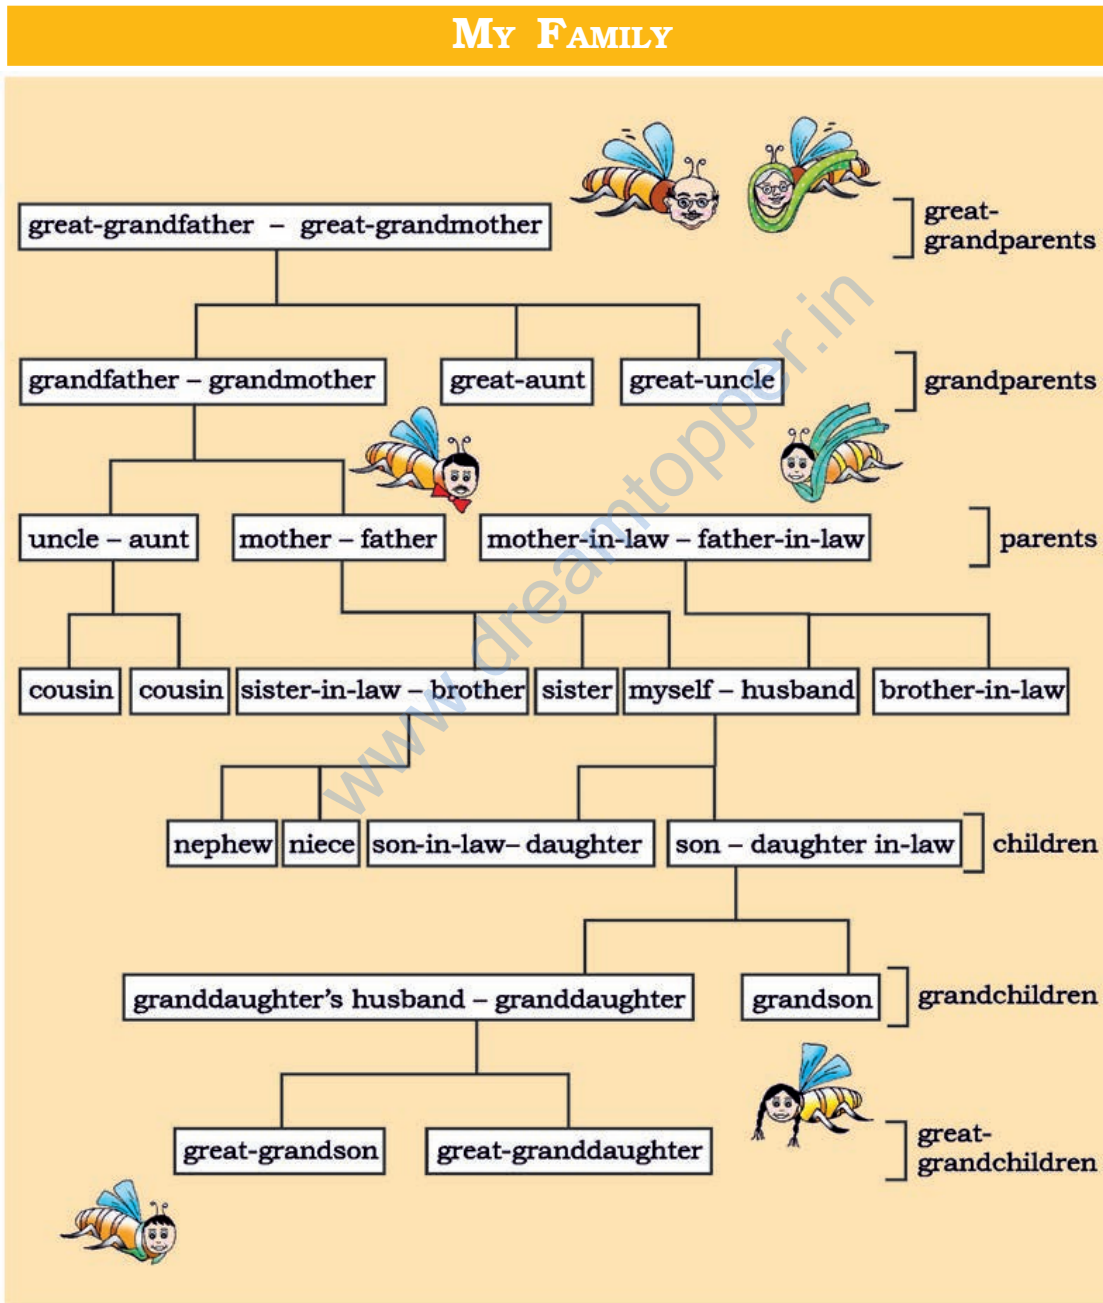 MY FAMILY
great-grandfather – great-grandmother
great-
grandparents
grandfather – grandmother
great-aunt
great-uncle
grandparents
uncle – aunt
mother – father
mother-in-law – father-in-law
parents
cousin
cousin
sister-in-law – brother
sister
myself – husband
brother-in-law
nephew
niece
son-in-law– daughter
son – daughter in-law
children
granddaughter's husband – granddaughter
grandson
grandchildren
great-grandson
great-granddaughter
great-
grandchildren
www.dreamtopper.in